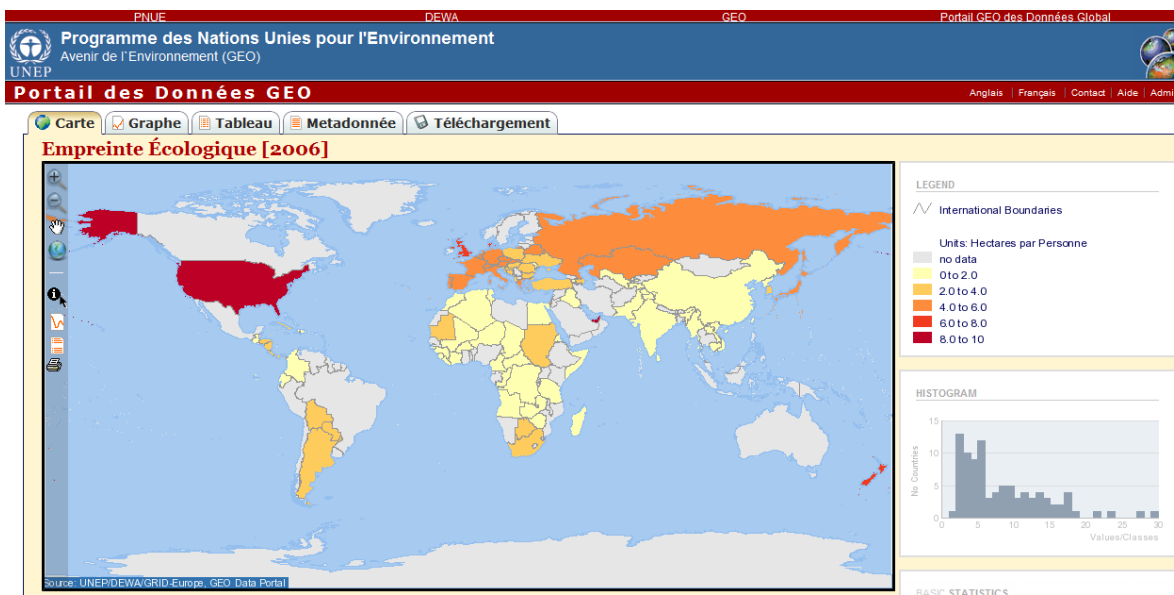 PNUE DEWA GEO Portail GEO des Données Global
Programme des Nations Unies pour l'Environnement
Avenir de l`Environnement (GEO)
UNEP
Portail des Données GEO
Anglais | Français | Contact | Aide |
Carte Graphe Tableau Metadonnée Téléchargement
Empreinte Écologique [2006]
LEGEND
International Boundaries
Units: Hectares par Personne
no data
0 to 2.0
2.0 to 4.0
4.0 to 6.0
6.0 to 8.0
8.0 to 10
HISTOGRAM
No Countries
15
10
5
0
0 5 10 15 20 25 30
Values/Classes
Source: UNEP/DEWA/GRID-Europe, GEO Data Portal
BASIC STATISTICS